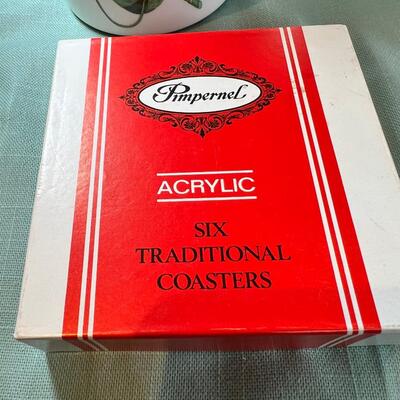 Pimpernel
ACRYLIC
SIX
TRADITIONAL
COASTERS